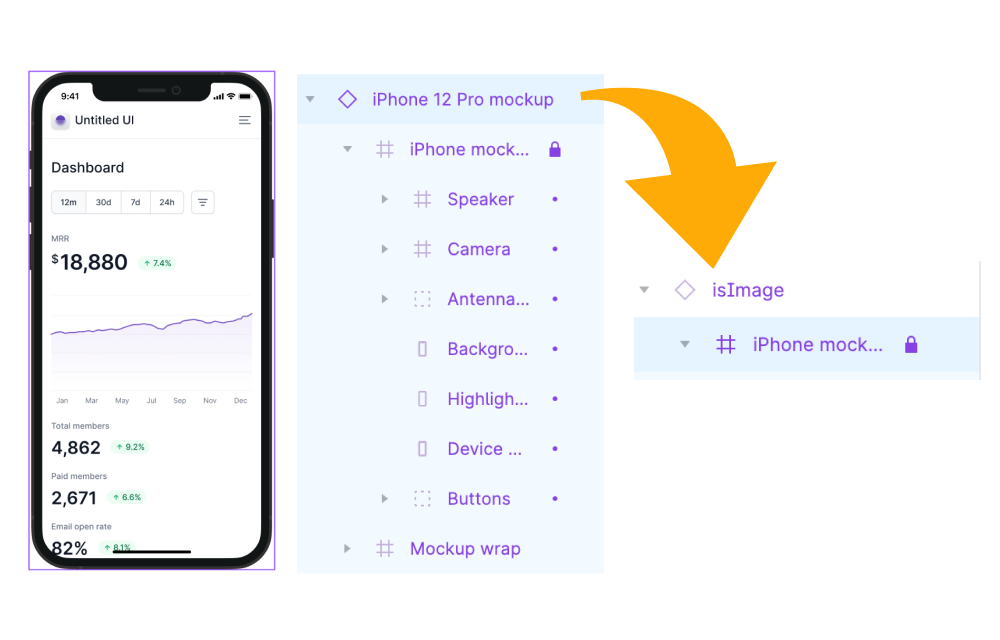 9:41
Untitled UI
Dashboard
12m 30d 7d 24h
MRR
$18,880 ↑ 7.4%
Jan Mar May Jul Sep Nov Dec
Total members
4,862 ↑ 9.2%
Paid members
2,671 ↑ 6.6%
Email open rate
82% ↑ 8.1%
iPhone 12 Pro mockup
iPhone mock...
Speaker
Camera
Antenna...
Backgro...
Highligh...
Device ...
Buttons
Mockup wrap
isImage
iPhone mock...